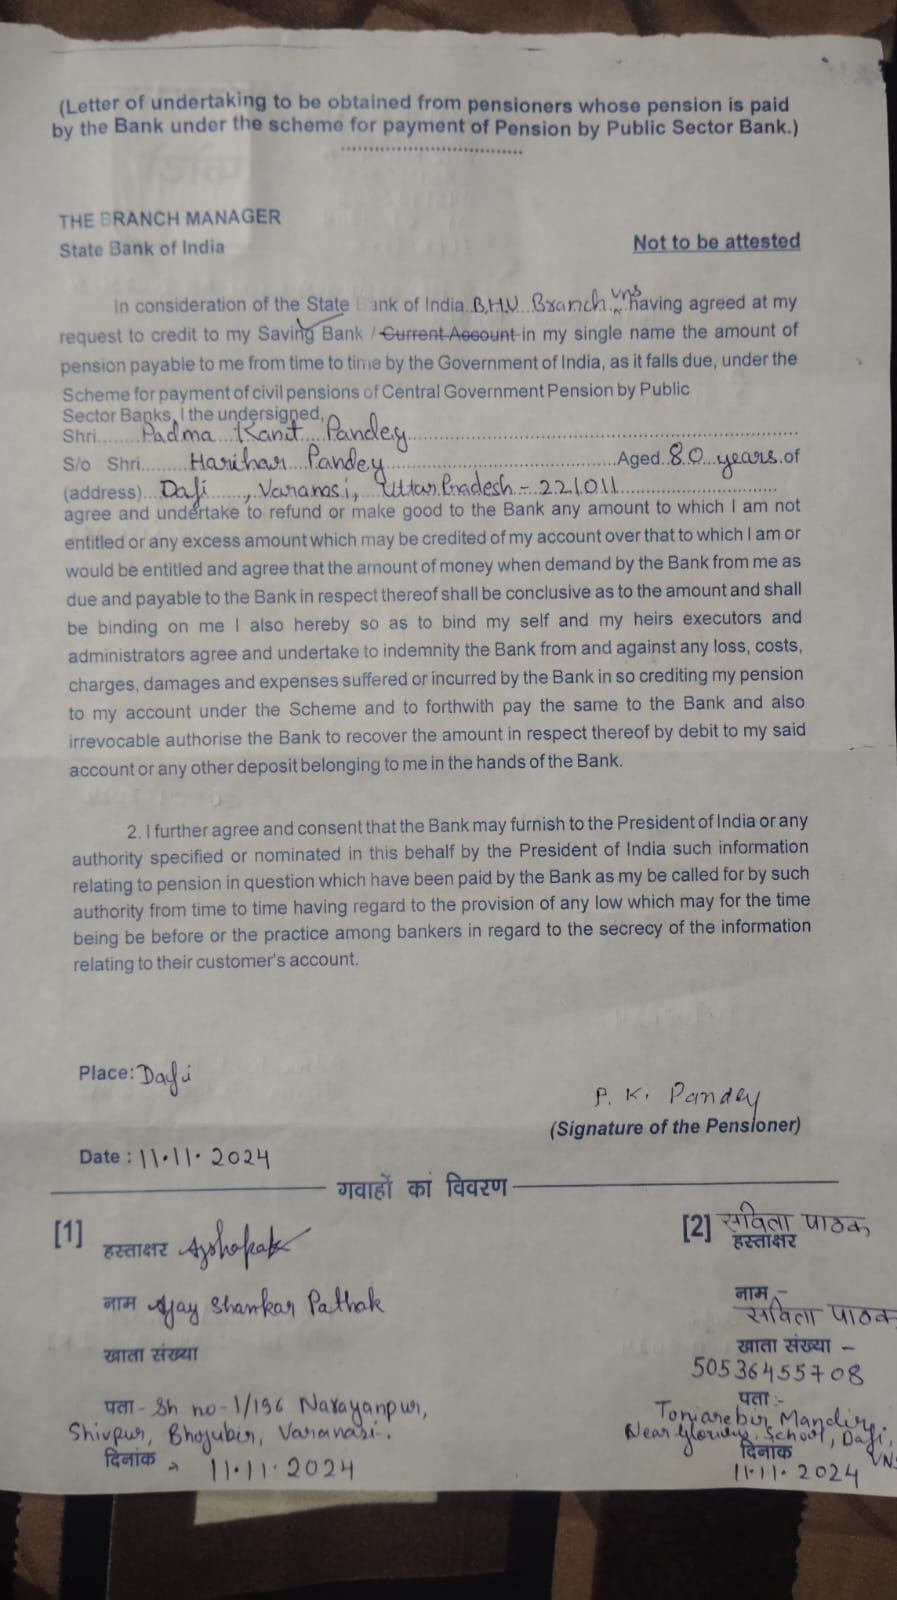 (Letter of undertaking to be obtained from pensioners whose pension is paid
by the Bank under the scheme for payment of Pension by Public Sector Bank.)
THE BRANCH MANAGER
State Bank of India
Not to be attested
In consideration of the State Bank of India B.H.U Branch vns having agreed at my
request to credit to my Saving Bank / Current Account in my single name the amount of
pension payable to me from time to time by the Government of India, as it falls due, under the
Scheme for payment of civil pensions of Central Government Pension by Public
Sector Banks, I the undersigned,
Shri........Padma Kant Pandey
S/o Shri........Harihar Pandey........Aged 80 years of
(address)...Dafi......, Varanasi, Uttar Pradesh - 221011
agree and undertake to refund or make good to the Bank any amount to which I am not
entitled or any excess amount which may be credited of my account over that to which I am or
would be entitled and agree that the amount of money when demand by the Bank from me as
due and payable to the Bank in respect thereof shall be conclusive as to the amount and shall
be binding on me I also hereby so as to bind my self and my heirs executors and
administrators agree and undertake to indemnity the Bank from and against any loss, costs,
charges, damages and expenses suffered or incurred by the Bank in so crediting my pension
to my account under the Scheme and to forthwith pay the same to the Bank and also
irrevocable authorise the Bank to recover the amount in respect thereof by debit to my said
account or any other deposit belonging to me in the hands of the Bank.
2. I further agree and consent that the Bank may furnish to the President of India or any
authority specified or nominated in this behalf by the President of India such information
relating to pension in question which have been paid by the Bank as my be called for by such
authority from time to time having regard to the provision of any low which may for the time
being be before or the practice among bankers in regard to the secrecy of the information
relating to their customer's account.
Place: Dafi
P. K. Pandey
(Signature of the Pensioner)
Date : 11.11.2024
गवाहों का विवरण
[1]
हस्ताक्षर
नाम Ajay Shankar Pathak
खाता संख्या
पता - Sh no - 1/196 Narayanpur,
Shivpur, Bhojubir, Varanasi.
दिनांक → 11.11.2024
[2] सविता पाठक
हस्ताक्षर
नाम -
सविता पाठक
खाता संख्या -
50536455708
पता :-
Mandir,
Near School, Dafi,
VNS
दिनांक
11.11.2024